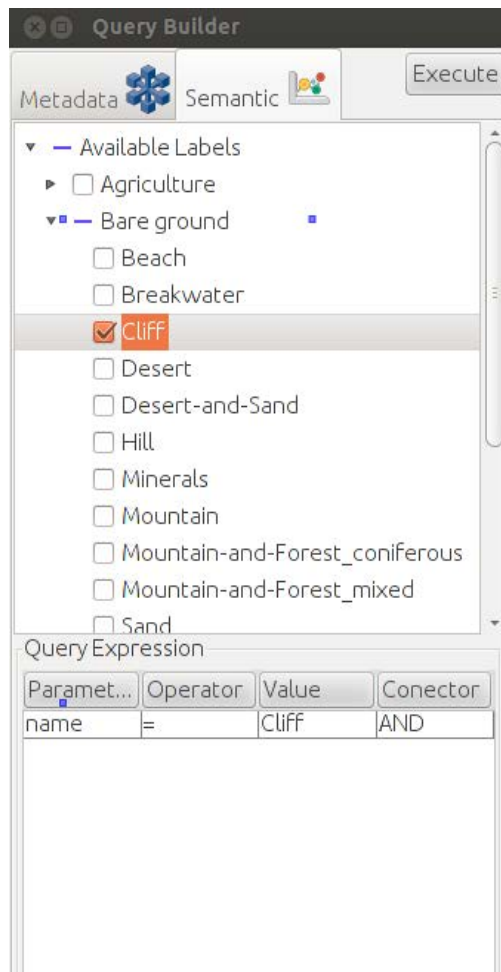 Query Builder
Metadata Semantic Execute
Available Labels
Agriculture
Bare ground
Beach
Breakwater
Cliff
Desert
Desert-and-Sand
Hill
Minerals
Mountain
Mountain-and-Forest_coniferous
Mountain-and-Forest_mixed
Sand
Query Expression
Paramet... Operator Value Conector
name = Cliff AND